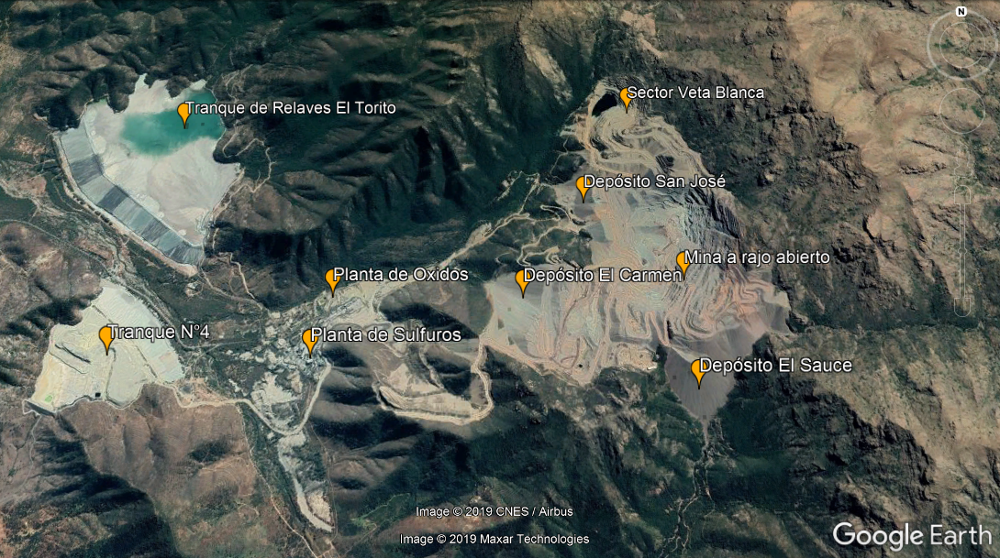 N
Sector Veta Blanca
Tranque de Relaves El Torito
Depósito San José
Mina a rajo abierto
Planta de Oxidos
Depósito El Carmen
Tranque N°4
Planta de Sulfuros
Depósito El Sauce
Image © 2019 CNES / Airbus
Image © 2019 Maxar Technologies
Google Earth